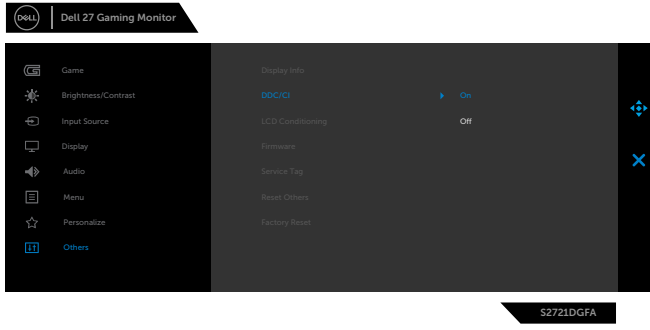 DELL
Dell 27 Gaming Monitor
Game
Display Info
Brightness/Contrast
DDC/CI
On
Input Source
LCD Conditioning
Off
Display
Firmware
Audio
Service Tag
Menu
Reset Others
Personalize
Factory Reset
Others
S2721DGFA